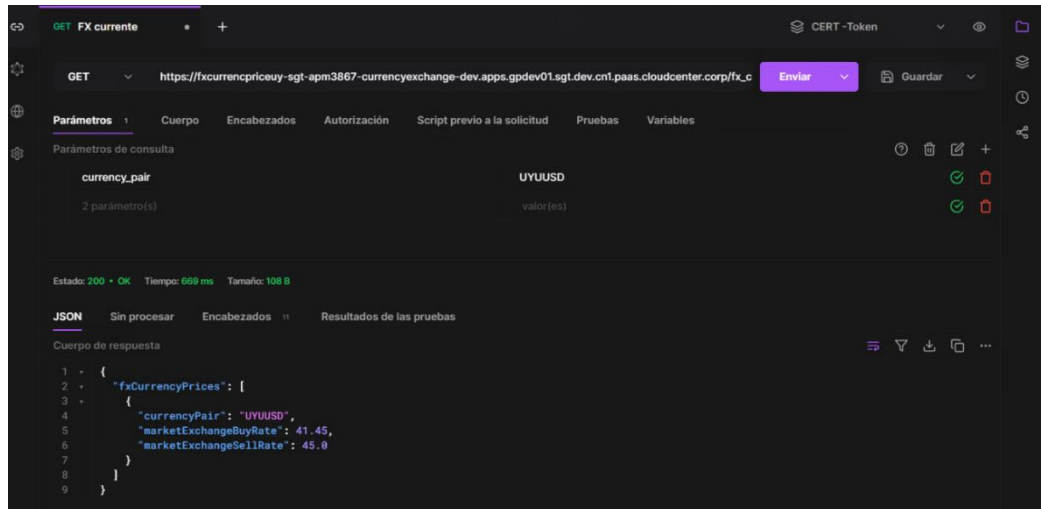 GET FX currente
CERT -Token
GET https://fxcurrencpriceuy-sgt-apm3867-currencyexchange-dev.apps.gpdev01.sgt.dev.cn1.paas.cloudcenter.corp/fx_c Enviar Guardar
Parámetros 1 Cuerpo Encabezados Autorización Script previo a la solicitud Pruebas Variables
Parámetros de consulta
currency_pair UYUUSD
2 parámetro(s) valor(es)
Estado: 200 • OK Tiempo: 669 ms Tamaño: 108 B
JSON Sin procesar Encabezados 11 Resultados de las pruebas
Cuerpo de respuesta
1 {
2 "fxCurrencyPrices": [
3 {
4 "currencyPair": "UYUUSD",
5 "marketExchangeBuyRate": 41.45,
6 "marketExchangeSellRate": 45.0
7 }
8 ]
9 }